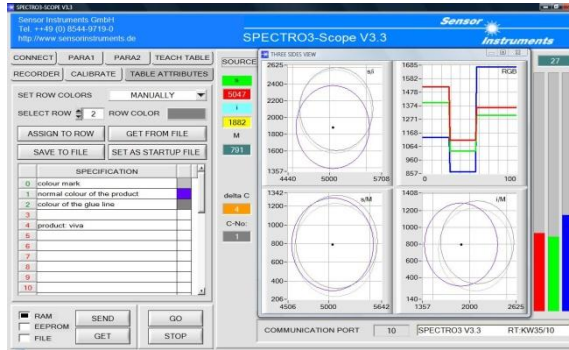 SPECTRO3-SCOPE V3.3
Sensor Instruments GmbH
Tel. ++49 (0) 8544-9719-0
http://www.sensorinstruments.de
SPECTRO3-Scope V3.3
Sensor
Instruments
CONNECT PARA1 PARA2 TEACH TABLE
RECORDER CALIBRATE TABLE ATTRIBUTES
SET ROW COLORS MANUALLY
SELECT ROW 2 ROW COLOR
ASSIGN TO ROW GET FROM FILE
SAVE TO FILE SET AS STARTUP FILE
SPECIFICATION
0 colour mark
1 normal colour of the product
2 colour of the glue line
3
4 product: viva
5
6
7
8
9
10
RAM
EEPROM
FILE
SEND GO
GET STOP
SOURCE
s
5047
i
1882
M
791
delta C
4
C-No:
1
THREE SIDES VIEW
s/i
2625
2400
2200
2000
1800
1600
1357
4440 5000 5708
RGB
1685
1582
1478
1374
1271
1168
1064
960
857
0 100
s/M
1342
1200
1000
800
600
400
206
4506 5000 5642
i/M
1408
1200
1000
800
600
400
140
1357 2000 2625
27
COMMUNICATION PORT 10 SPECTRO3 V3.3 RT:KW35/10